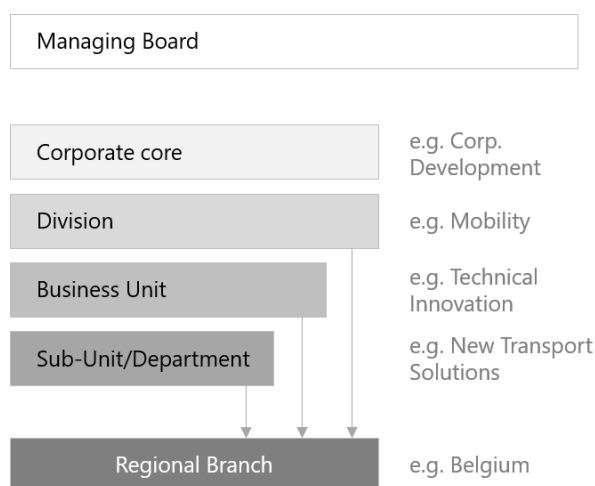 Managing Board
Corporate core
e.g. Corp.
Development
Division
e.g. Mobility
Business Unit
e.g. Technical
Innovation
Sub-Unit/Department
e.g. New Transport
Solutions
Regional Branch
e.g. Belgium